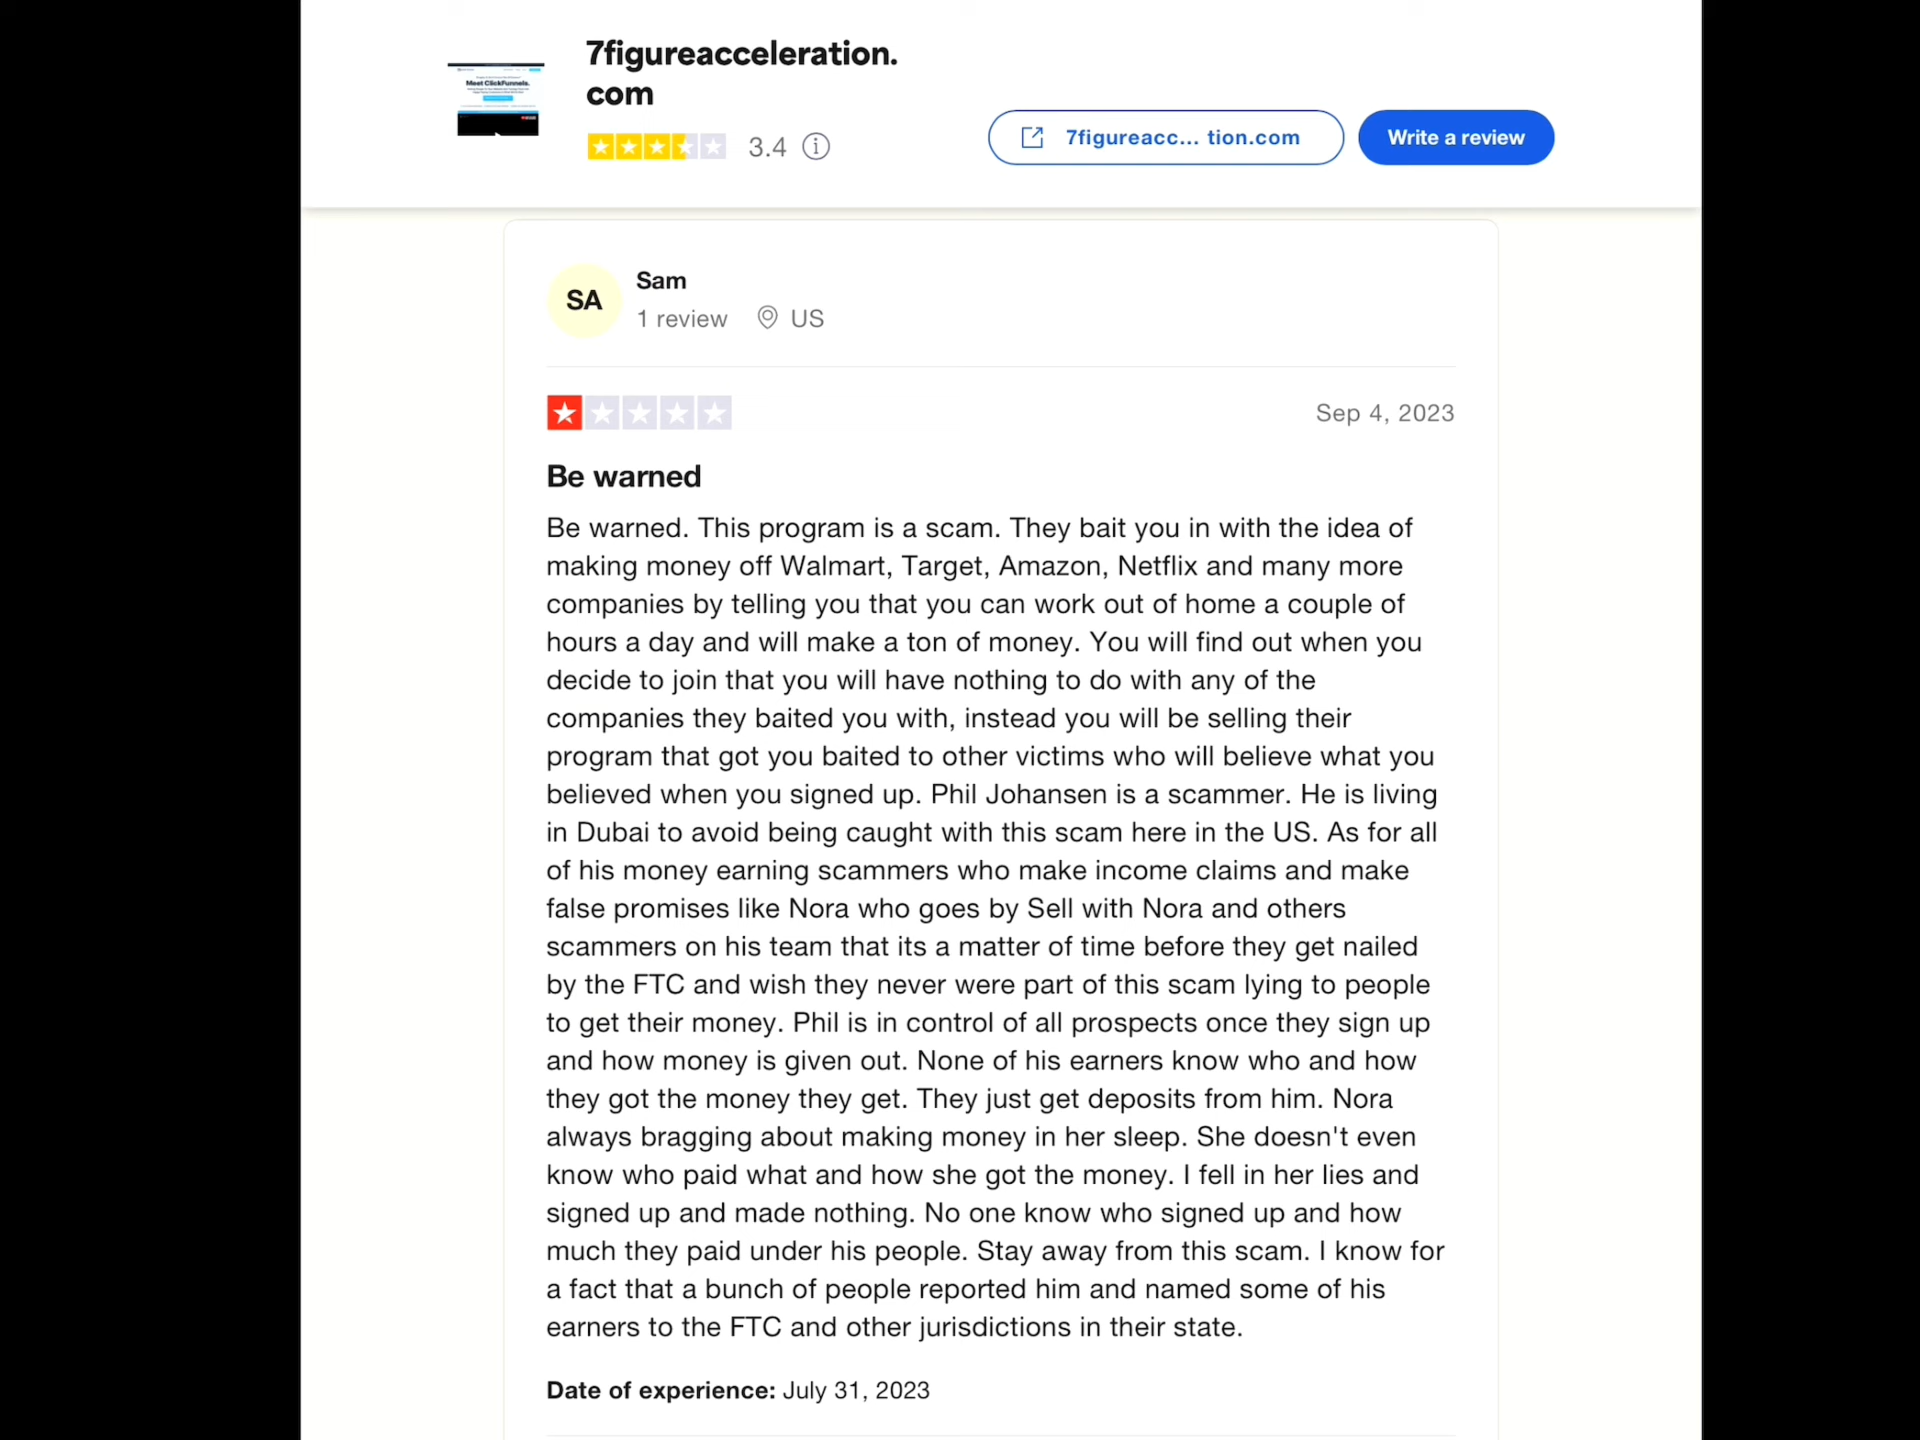 7figureacceleration.
com
Meet ClickFunnels.
3.4
7figureacc... tion.com
Write a review
SA
Sam
1 review US
Sep 4, 2023
Be warned
Be warned. This program is a scam. They bait you in with the idea of
making money off Walmart, Target, Amazon, Netflix and many more
companies by telling you that you can work out of home a couple of
hours a day and will make a ton of money. You will find out when you
decide to join that you will have nothing to do with any of the
companies they baited you with, instead you will be selling their
program that got you baited to other victims who will believe what you
believed when you signed up. Phil Johansen is a scammer. He is living
in Dubai to avoid being caught with this scam here in the US. As for all
of his money earning scammers who make income claims and make
false promises like Nora who goes by Sell with Nora and others
scammers on his team that its a matter of time before they get nailed
by the FTC and wish they never were part of this scam lying to people
to get their money. Phil is in control of all prospects once they sign up
and how money is given out. None of his earners know who and how
they got the money they get. They just get deposits from him. Nora
always bragging about making money in her sleep. She doesn't even
know who paid what and how she got the money. I fell in her lies and
signed up and made nothing. No one know who signed up and how
much they paid under his people. Stay away from this scam. I know for
a fact that a bunch of people reported him and named some of his
earners to the FTC and other jurisdictions in their state.
Date of experience: July 31, 2023